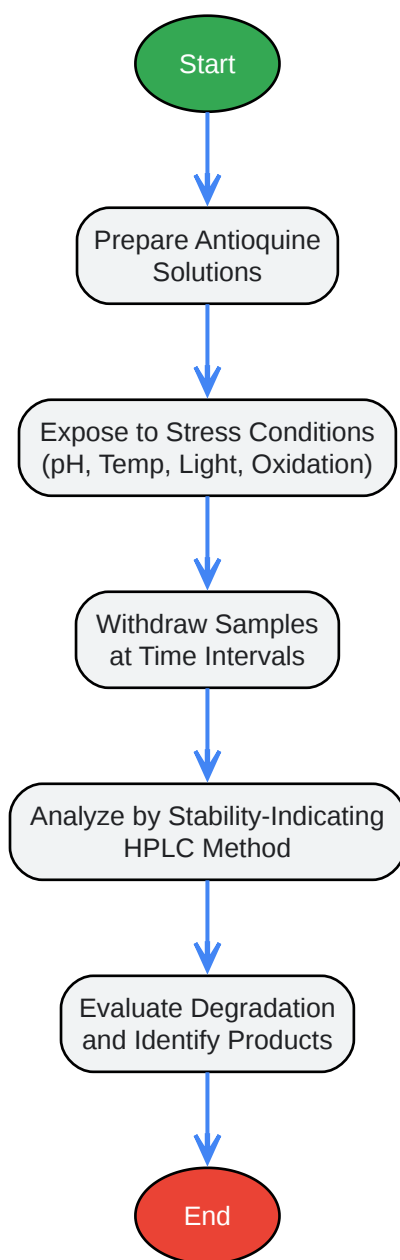 Start
Prepare Antioquine
Solutions
Expose to Stress Conditions
(pH, Temp, Light, Oxidation)
Withdraw Samples
at Time Intervals
Analyze by Stability-Indicating
HPLC Method
Evaluate Degradation
and Identify Products
End